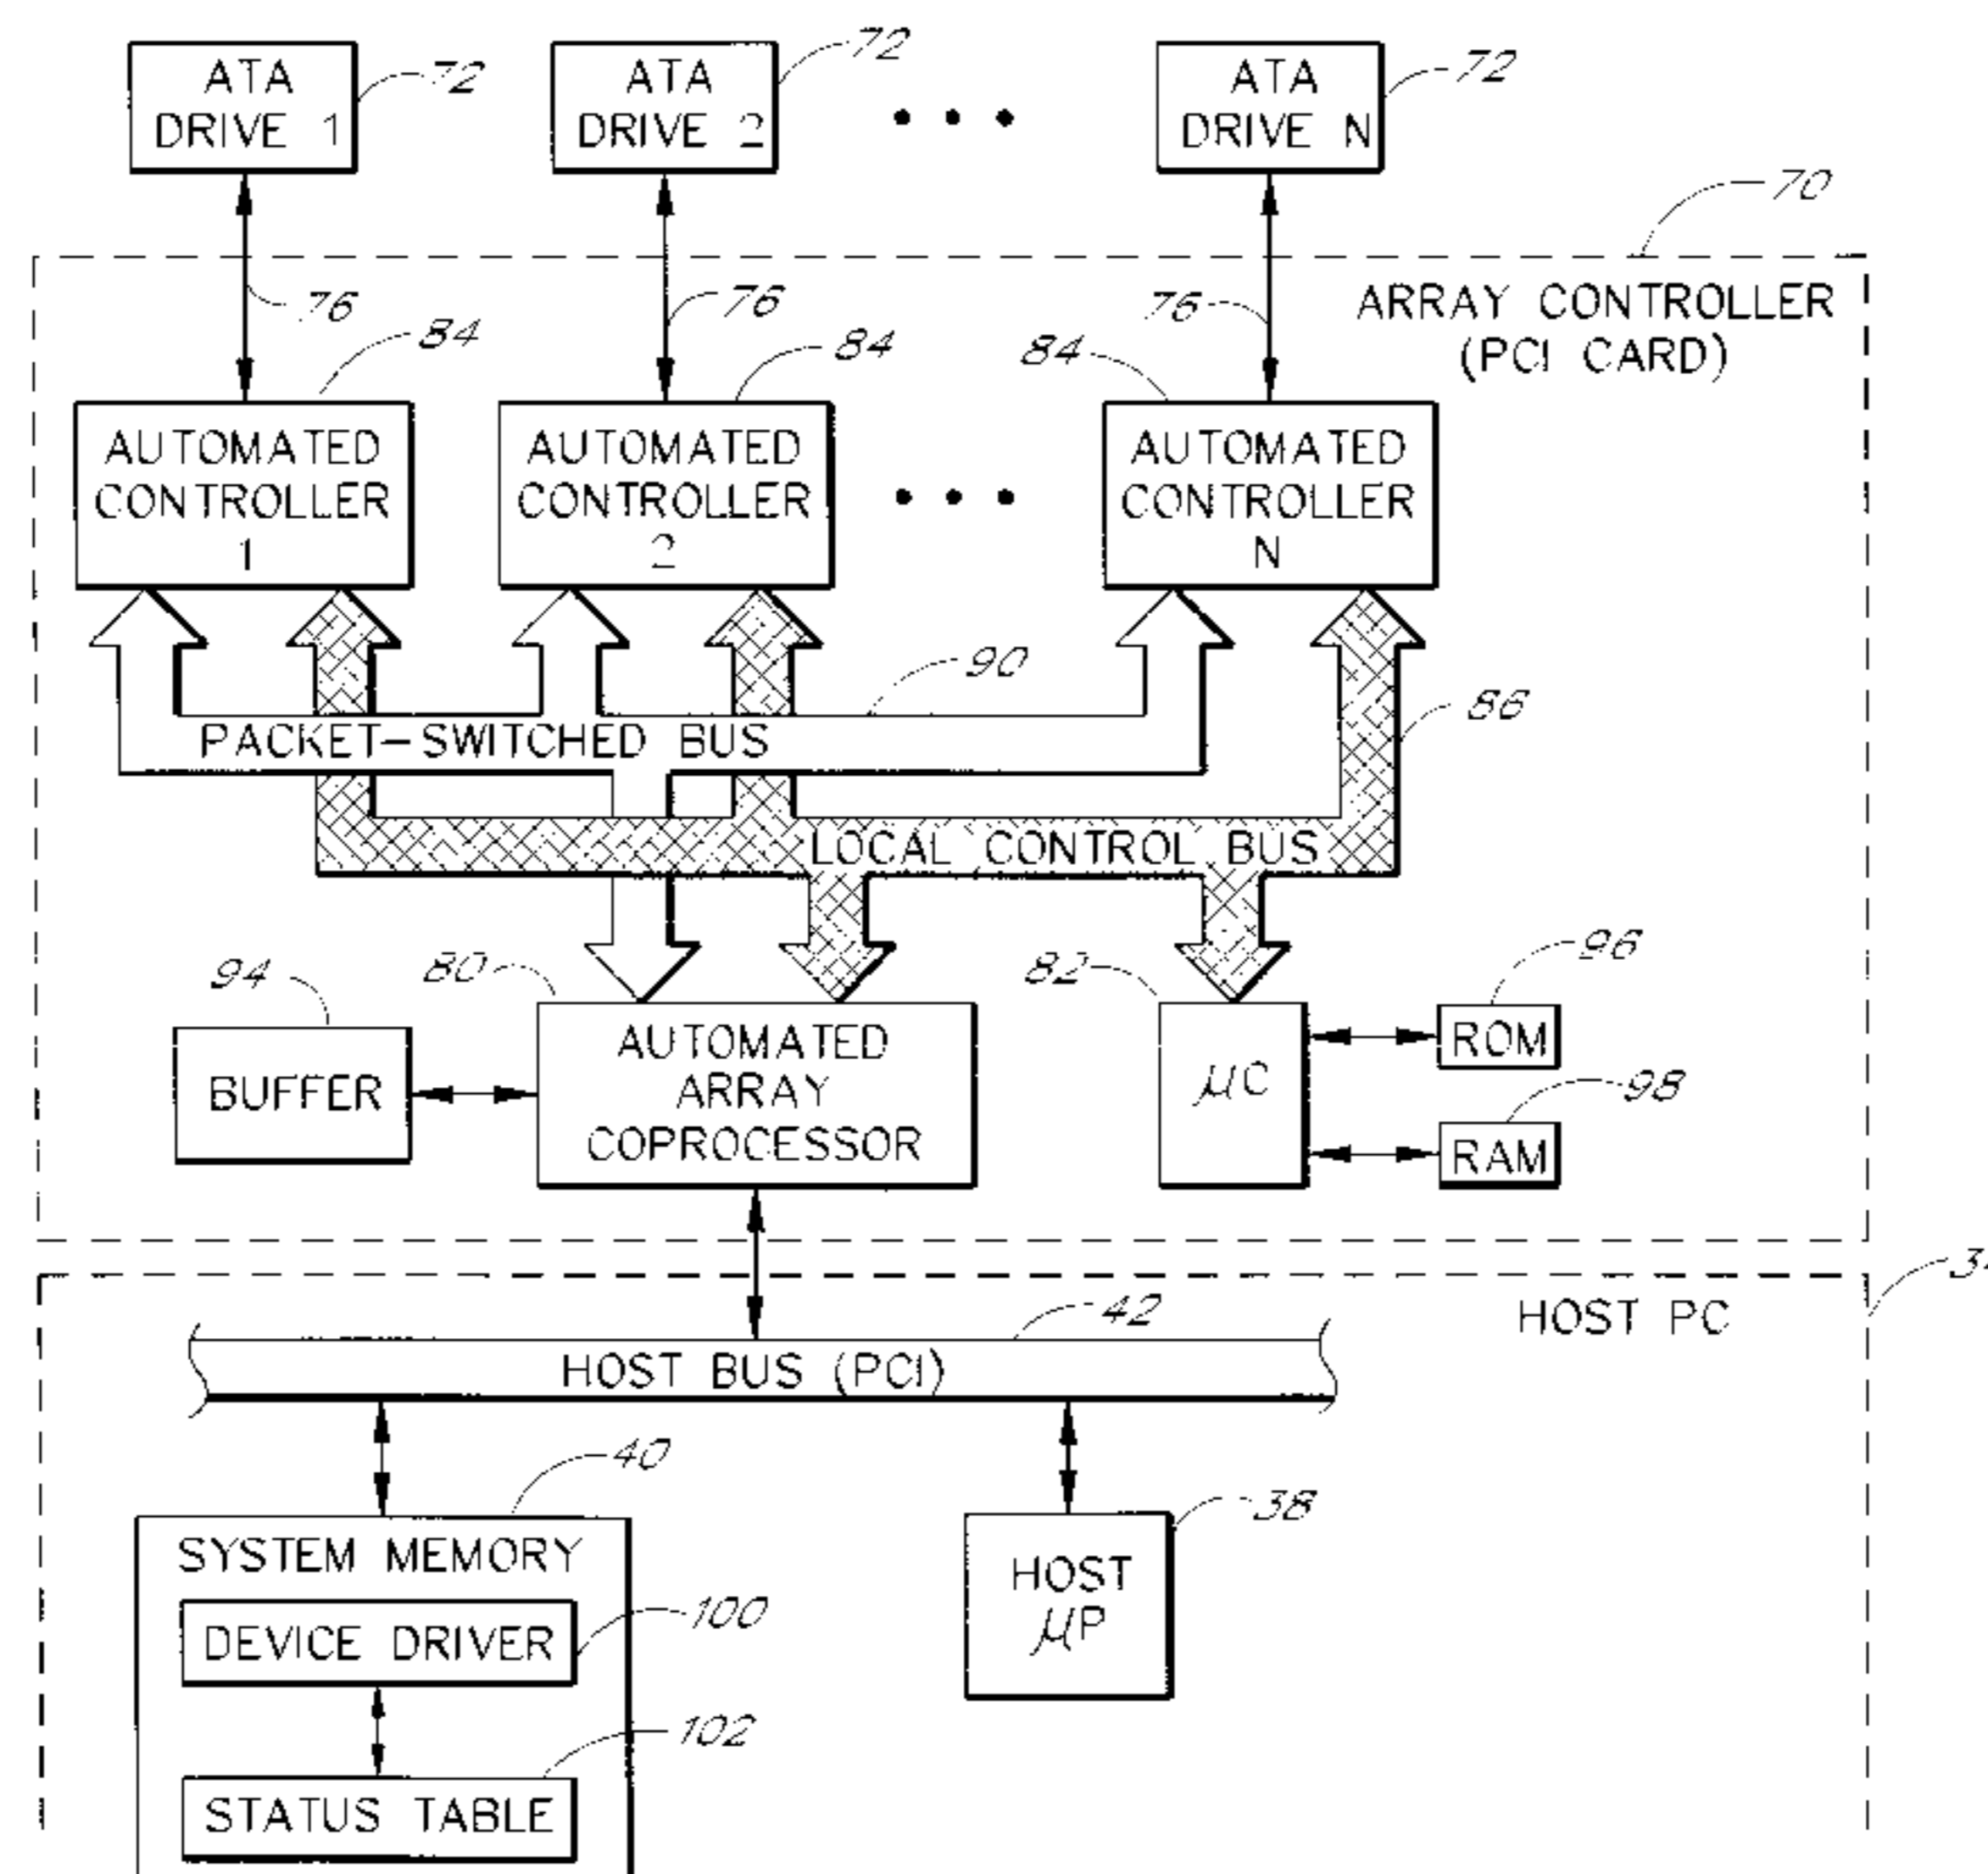 ATA
DRIVE 1
72
ATA
DRIVE 2
72
ATA
DRIVE N
72
70
ARRAY CONTROLLER
(PCI CARD)
76
76
76
84
84
84
AUTOMATED
CONTROLLER
1
AUTOMATED
CONTROLLER
2
AUTOMATED
CONTROLLER
N
90
86
PACKET-SWITCHED BUS
LOCAL CONTROL BUS
94
80
82
96
BUFFER
AUTOMATED
ARRAY
COPROCESSOR
μC
ROM
98
RAM
HOST PC
42
HOST BUS (PCI)
40
38
SYSTEM MEMORY
HOST
μP
100
DEVICE DRIVER
102
STATUS TABLE